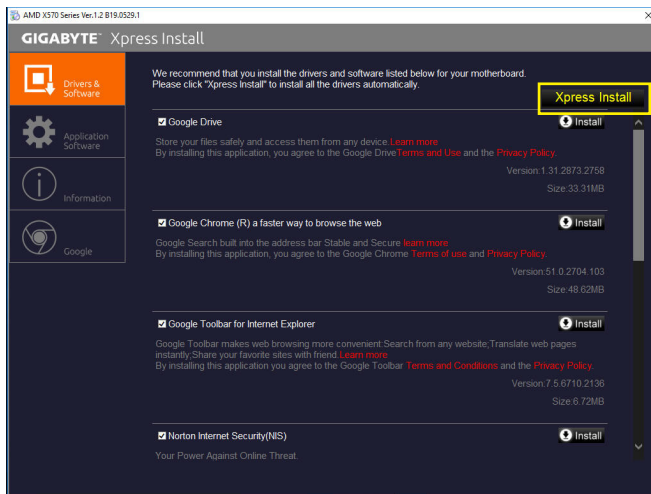 AMD X570 Series Ver.1.2 B19.0529.1
GIGABYTE™ Xpress Install
Drivers &
Software
Application
Software
Information
Google
We recommend that you install the drivers and software listed below for your motherboard.
Please click "Xpress Install" to install all the drivers automatically.
Xpress Install
Google Drive
Install
Store your files safely and access them from any device.Learn more
By installing this application, you agree to the Google DriveTerms and Use and the Privacy Policy.
Version:1.31.2873.2758
Size:33.31MB
Google Chrome (R) a faster way to browse the web
Install
Google Search built into the address bar Stable and Secure learn more
By installing this application, you agree to the Google Chrome Terms of use and Privacy Policy.
Version:51.0.2704.103
Size:48.62MB
Google Toolbar for Internet Explorer
Install
Google Toolbar makes web browsing more convenient:Search from any website;Translate web pages
instantly;Share your favorite sites with friend.Learn more
By installing this application you agree to the Google Toolbar Terms and Conditions and the Privacy Policy.
Version:7.5.6710.2136
Size:6.72MB
Norton Internet Security(NIS)
Install
Your Power Against Online Threat.